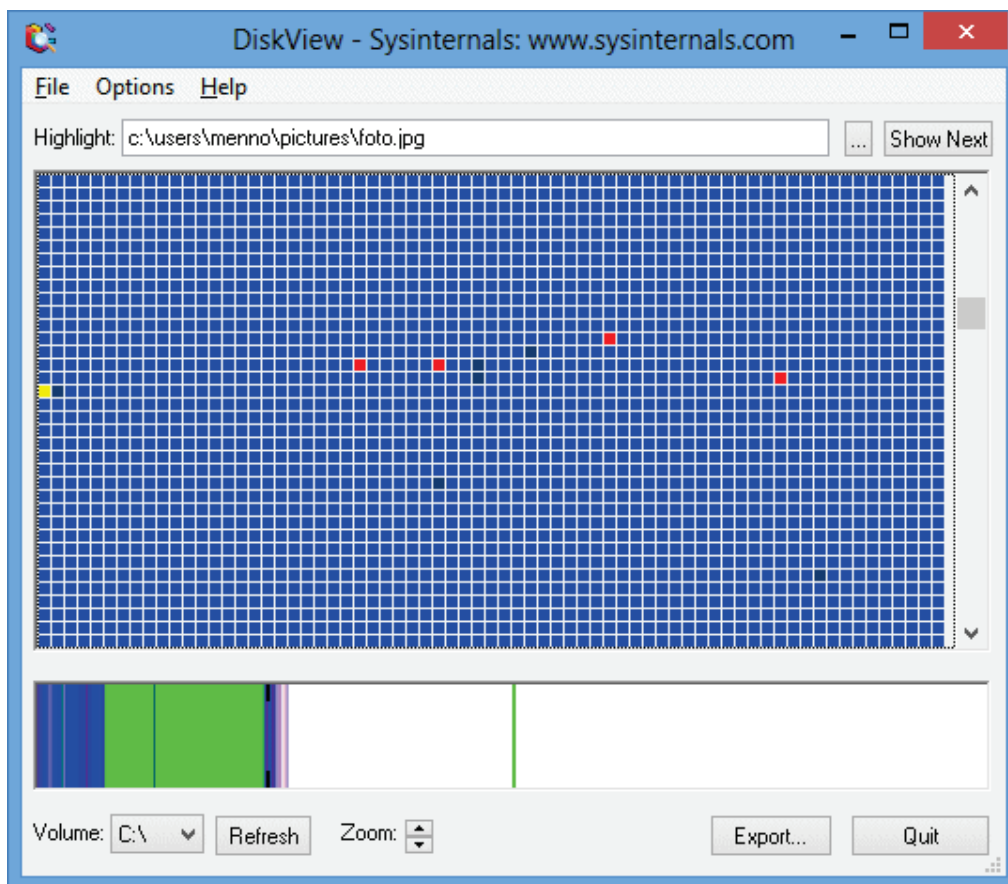 DiskView - Sysinternals: www.sysinternals.com
File Options Help
Highlight: c:\users\menno\pictures\foto.jpg ... Show Next
Volume: C:\ Refresh Zoom: Export... Quit